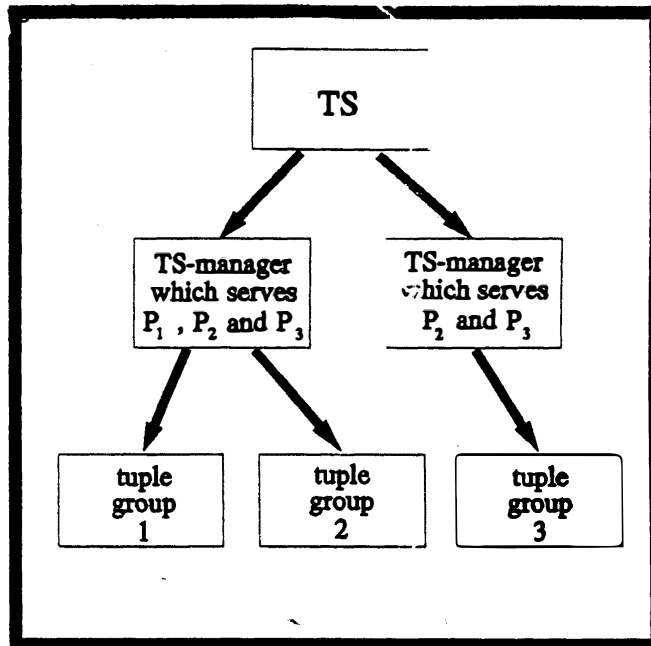 TS
TS-manager
which serves
P₁ , P₂ and P₃
TS-manager
which serves
P₂ and P₃
tuple
group
1
tuple
group
2
tuple
group
3